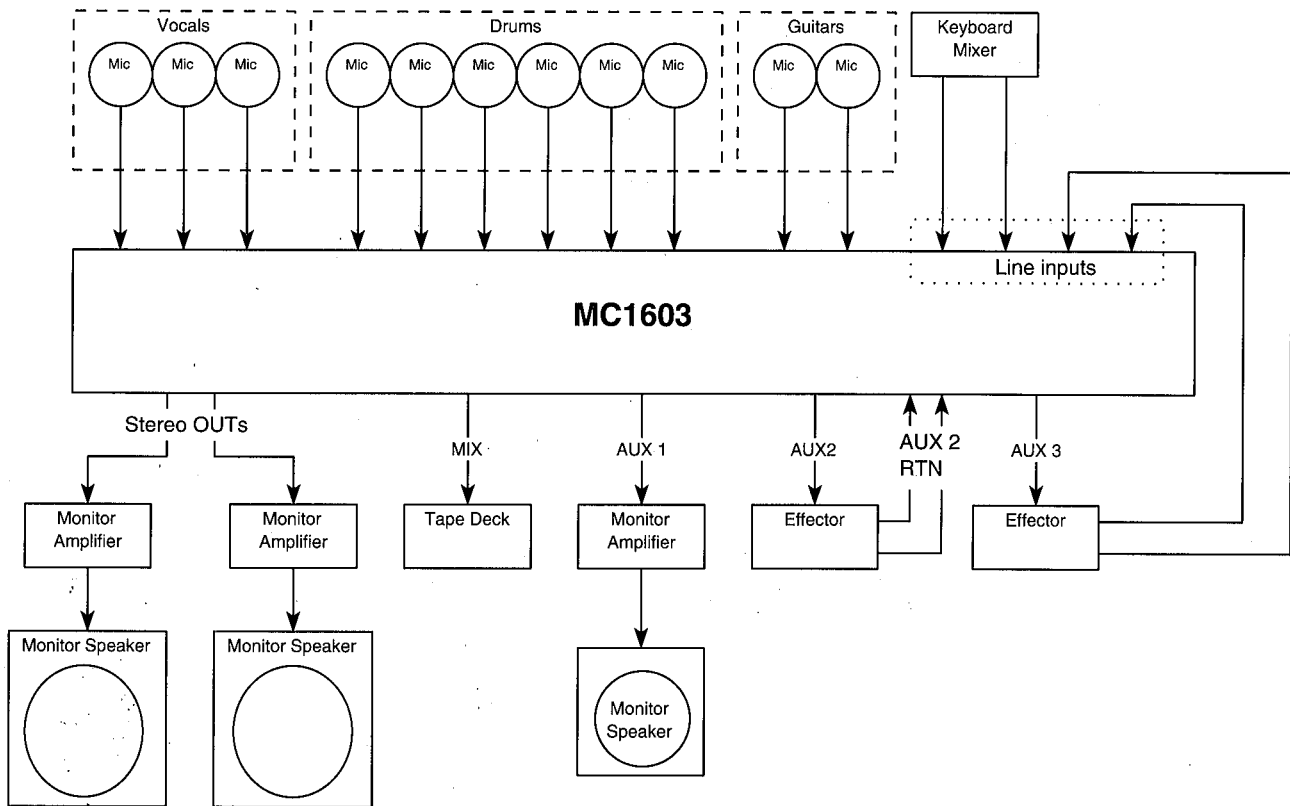 Vocals
Drums
Guitars
Keyboard
Mixer
Mic
Mic
Mic
Mic
Mic
Mic
Mic
Mic
Mic
Mic
Mic
Line inputs
MC1603
Stereo OUTs
MIX
AUX 1
AUX2
AUX 2
RTN
AUX 3
Monitor
Amplifier
Monitor
Amplifier
Tape Deck
Monitor
Amplifier
Effector
Effector
Monitor Speaker
Monitor Speaker
Monitor
Speaker